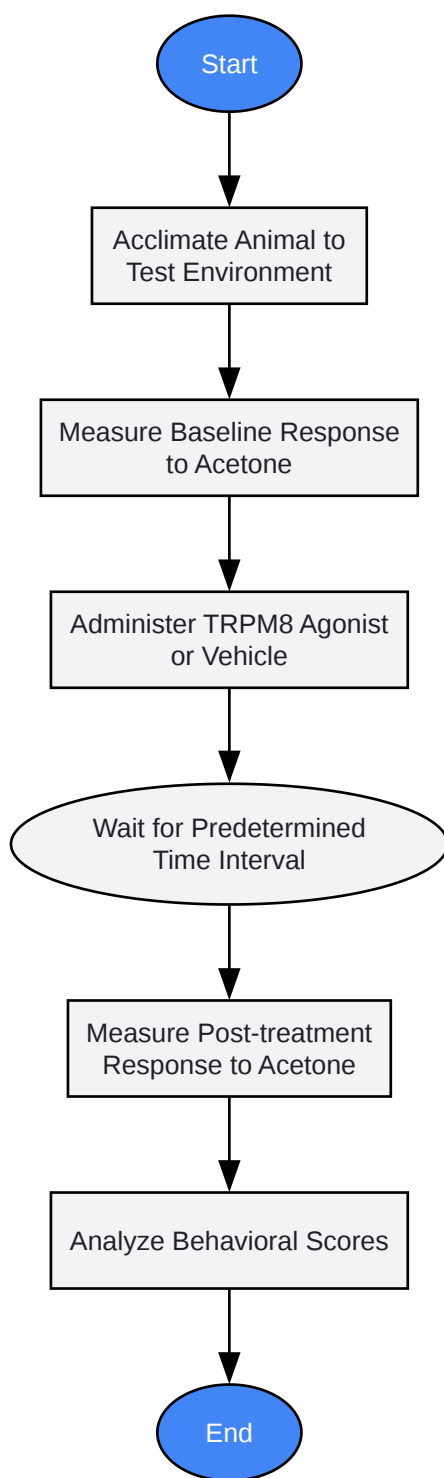 Start
Acclimate Animal to
Test Environment
Measure Baseline Response
to Acetone
Administer TRPM8 Agonist
or Vehicle
Wait for Predetermined
Time Interval
Measure Post-treatment
Response to Acetone
Analyze Behavioral Scores
End